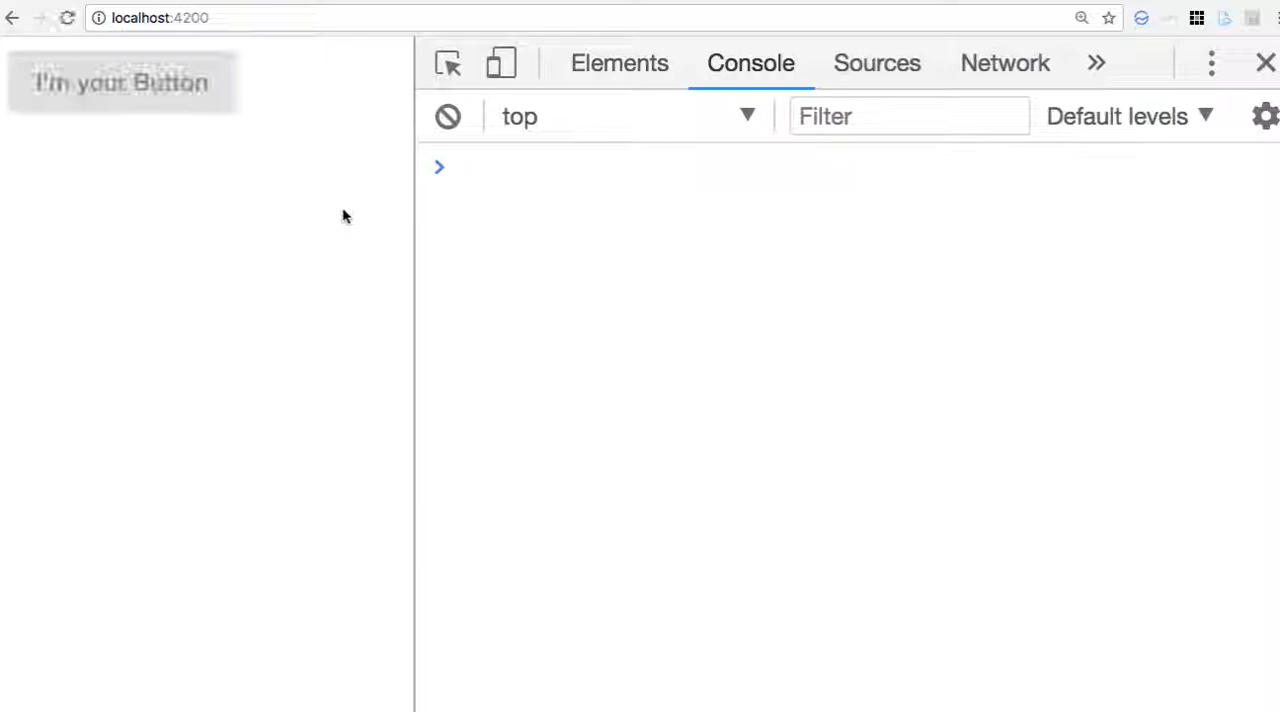 localhost:4200
I'm your Button
Elements Console Sources Network »
top ▼ Filter Default levels ▼
>